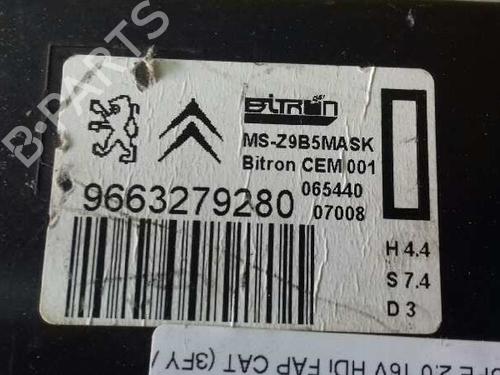 BiTRON
MS-Z9B5MASK
Bitron CEM 001
065440
9663279280
07008
H 4.4
S 7.4
D 3
2.0 16V HDi FAP CAT (3FY/
B-PARTS